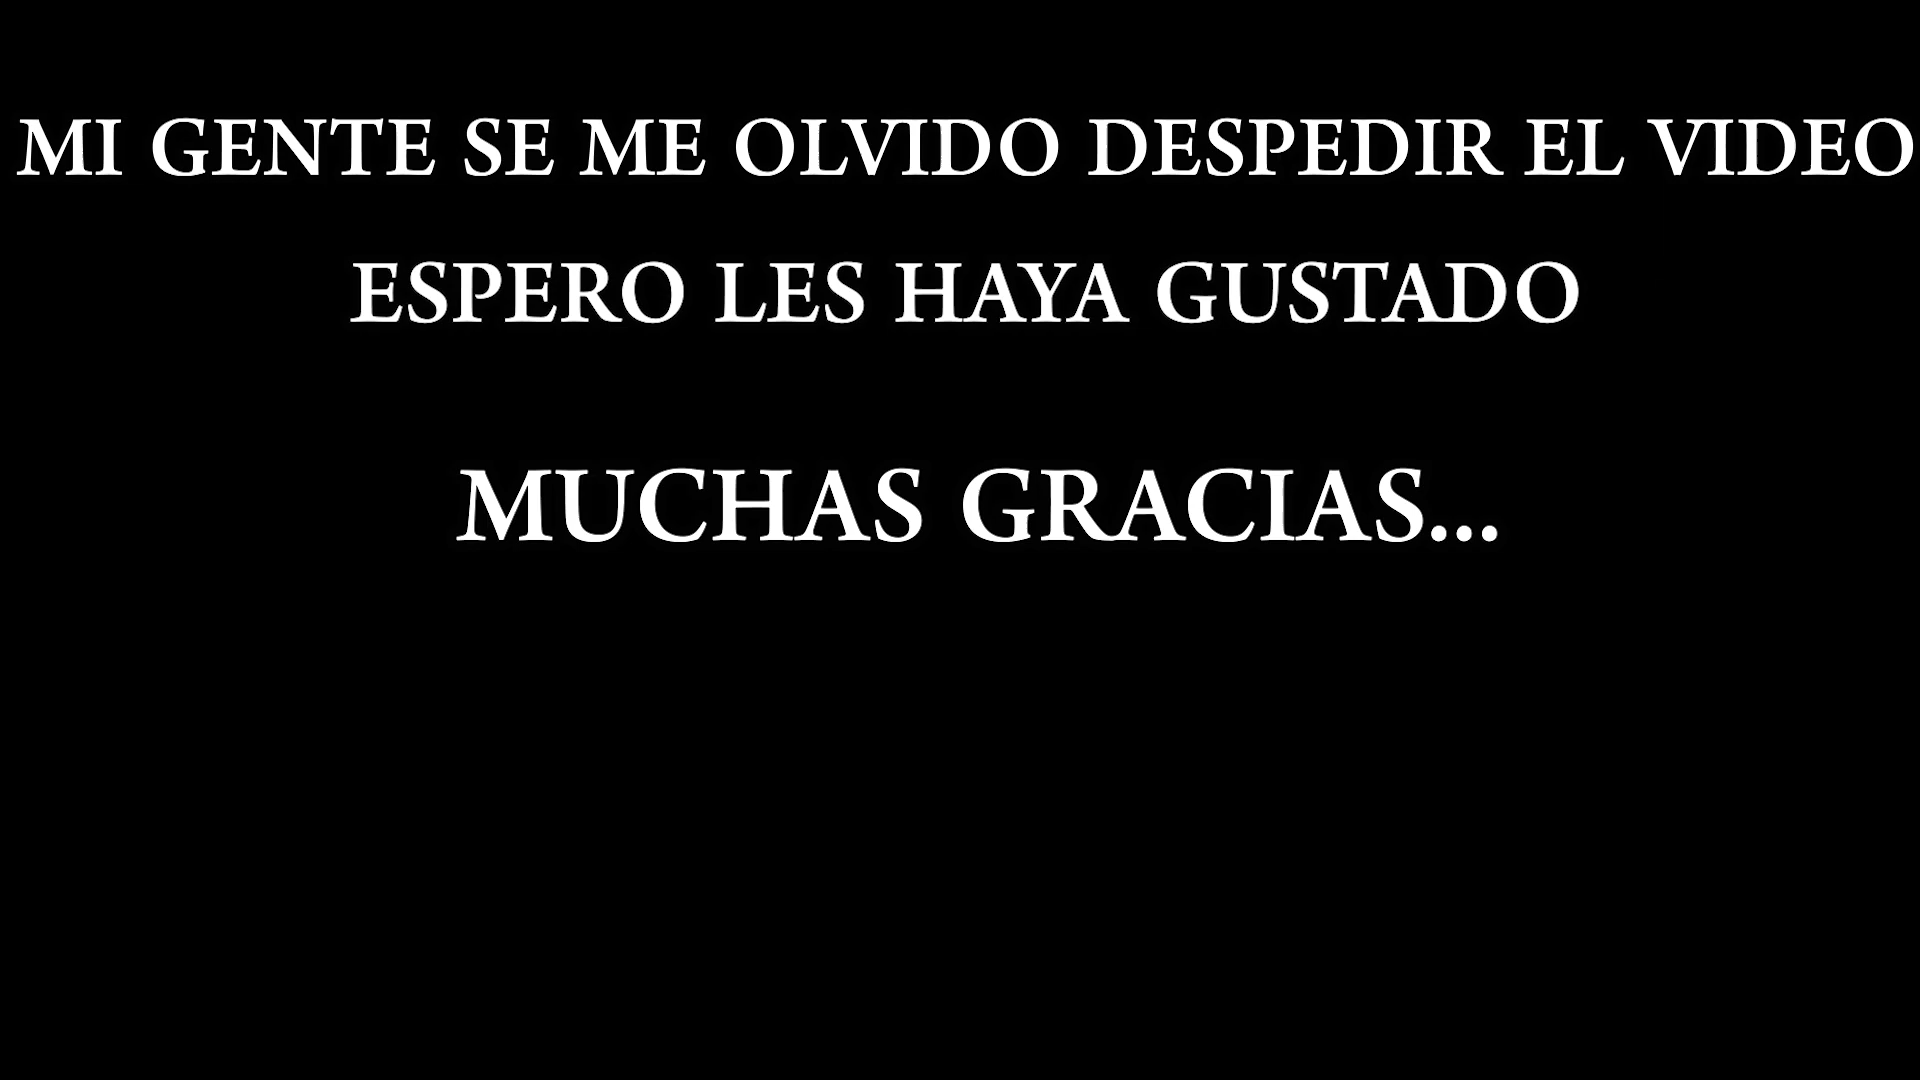 MI GENTE SE ME OLVIDO DESPEDIR EL VIDEO
ESPERO LES HAYA GUSTADO
MUCHAS GRACIAS...